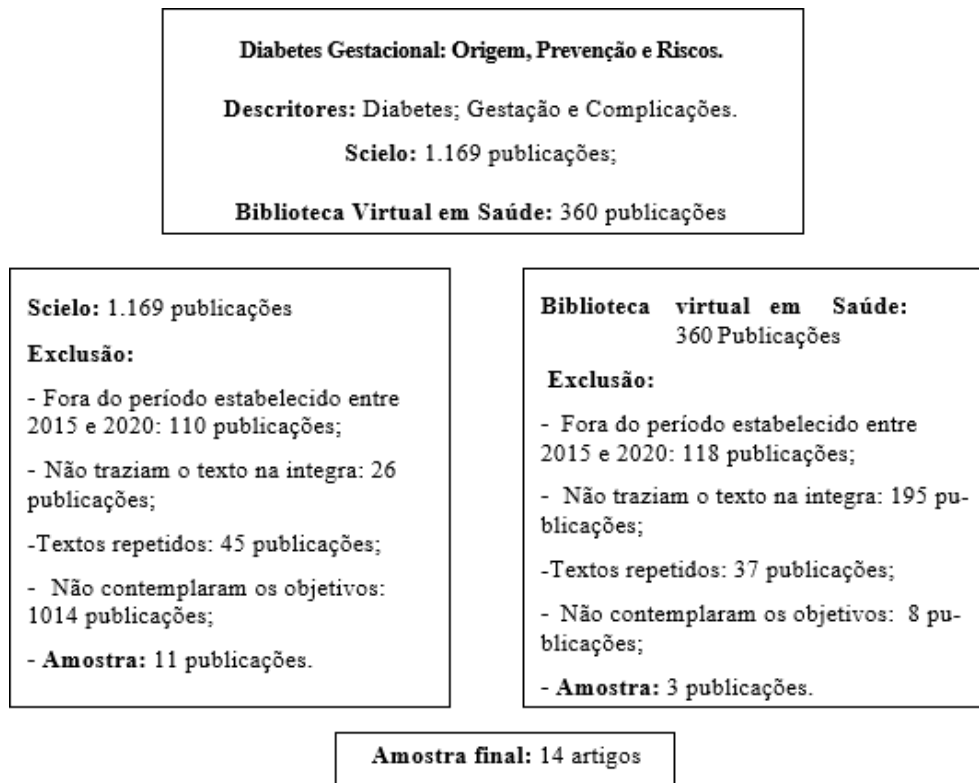 Diabetes Gestacional: Origem, Prevenção e Riscos.
Descritores: Diabetes; Gestação e Complicações.
Scielo: 1.169 publicações;
Biblioteca Virtual em Saúde: 360 publicações
Scielo: 1.169 publicações
Exclusão:
- Fora do período estabelecido entre
2015 e 2020: 110 publicações;
- Não traziam o texto na integra: 26
publicações;
-Textos repetidos: 45 publicações;
- Não contemplaram os objetivos:
1014 publicações;
- Amostra: 11 publicações.
Biblioteca virtual em Saúde:
360 Publicações
Exclusão:
- Fora do período estabelecido entre
2015 e 2020: 118 publicações;
- Não traziam o texto na integra: 195 pu-
blicações;
-Textos repetidos: 37 publicações;
- Não contemplaram os objetivos: 8 pu-
blicações;
- Amostra: 3 publicações.
Amostra final: 14 artigos